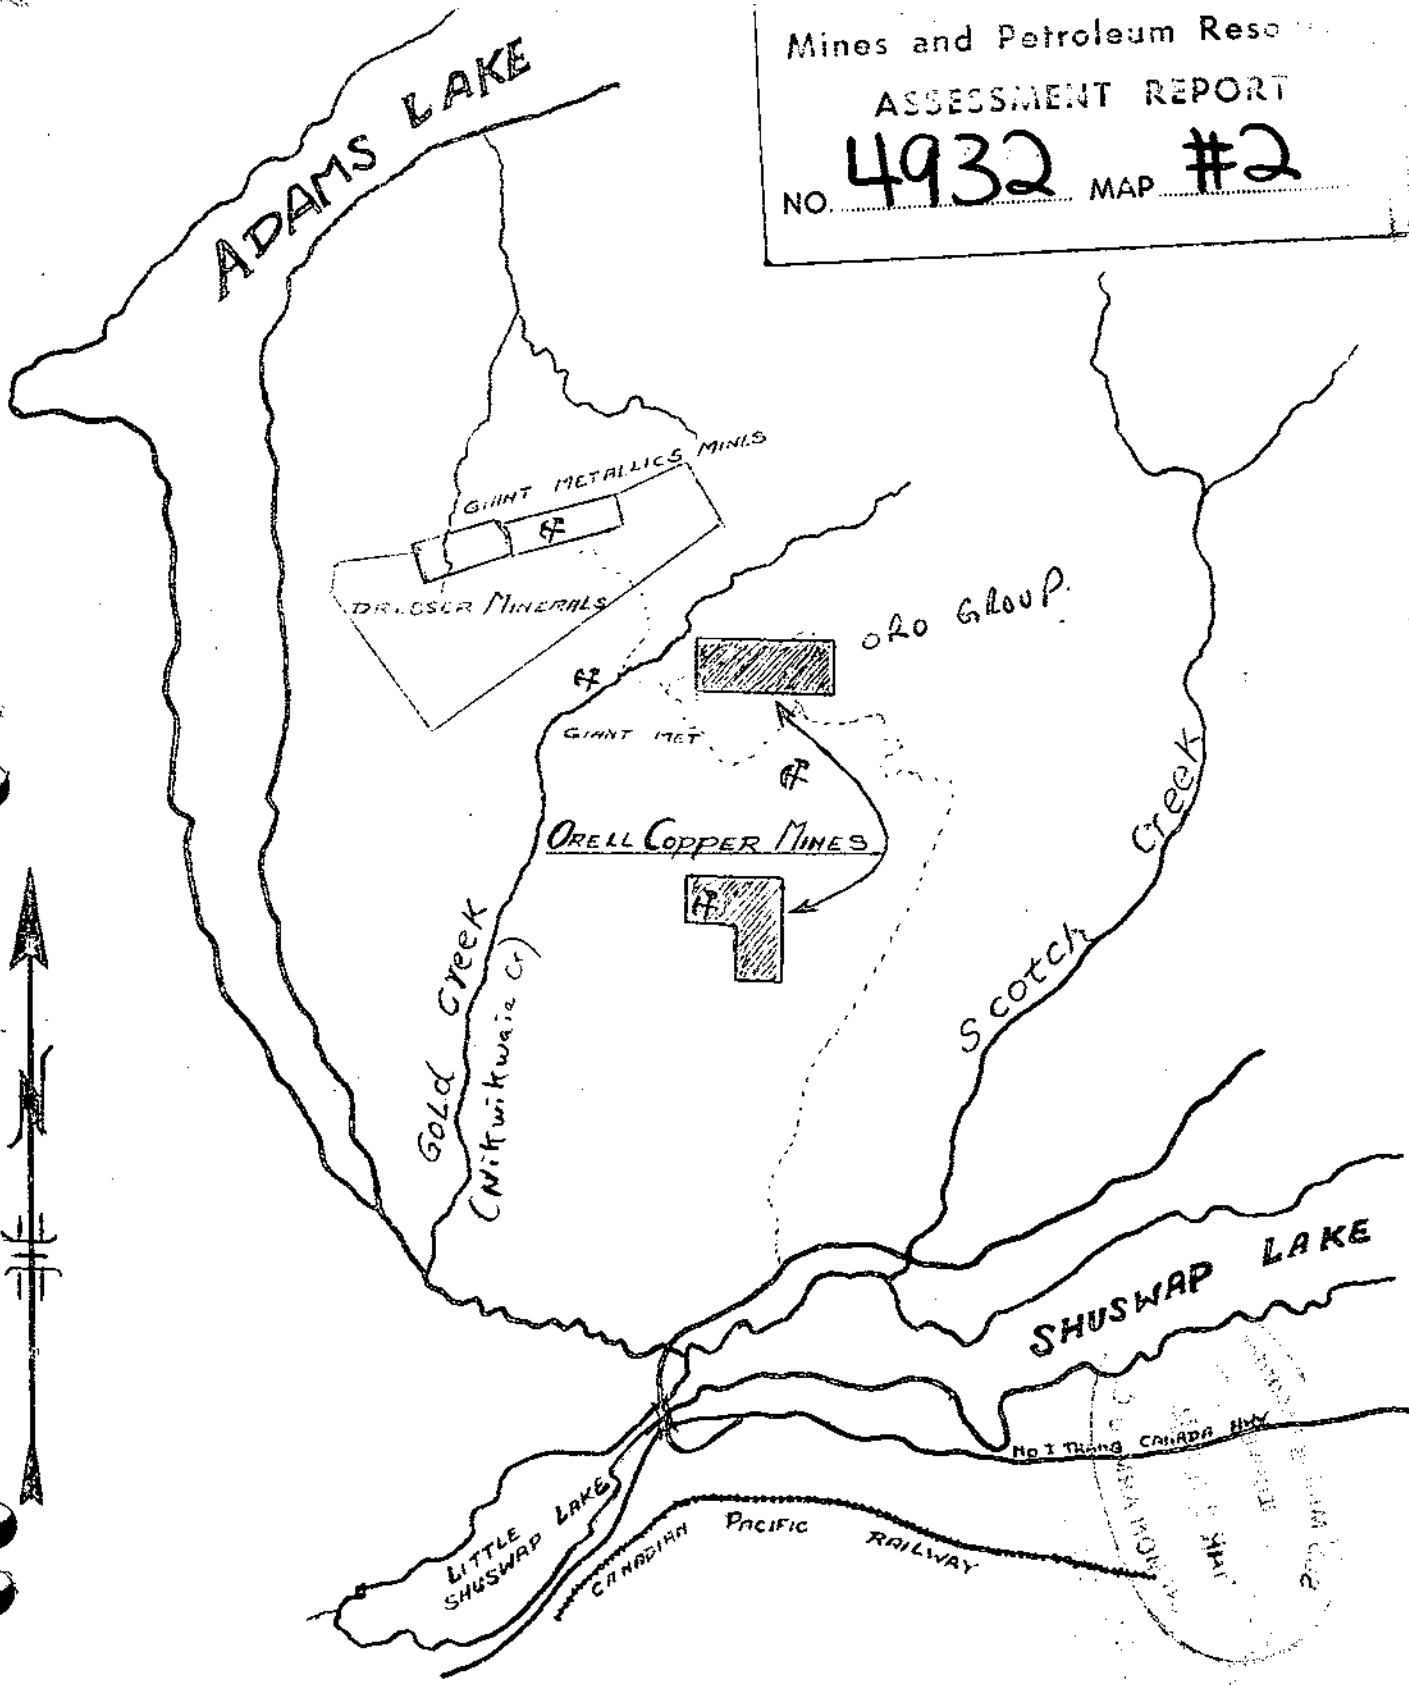 Mines and Petroleum
ASSESSMENT REPORT
NO. 4932 MAP #2
ADAMS LAKE
GIANT METALLICS MINES
MINERALS
ORO GROUP.
GIANT MET
ORELL COPPER MINES
Scotch Creek
GOLD Creek
(Nikwikwaia Cr)
N
SHUSWAP LAKE
NO 1 TRANS CANADA HWY
LITTLE
SHUSWAP LAKE
CANADIAN PACIFIC RAILWAY